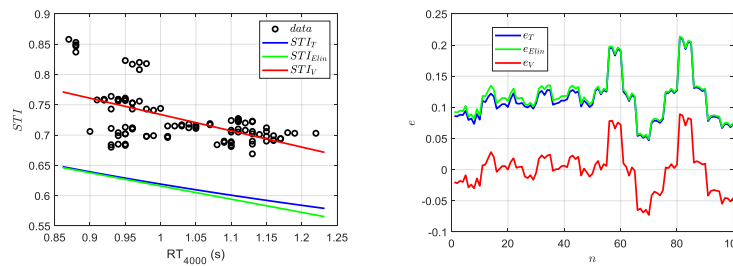 0.9
0.85
0.8
0.75
0.7
0.65
0.6
0.55
STI
0.85 0.9 0.95 1 1.05 1.1 1.15 1.2 1.25
RT4000 (s)
data
STI_T
STI_Elin
STI_V
0.25
0.2
0.15
0.1
0.05
0
-0.05
-0.1
e
0 20 40 60 80 100
n
e_T
e_Elin
e_V